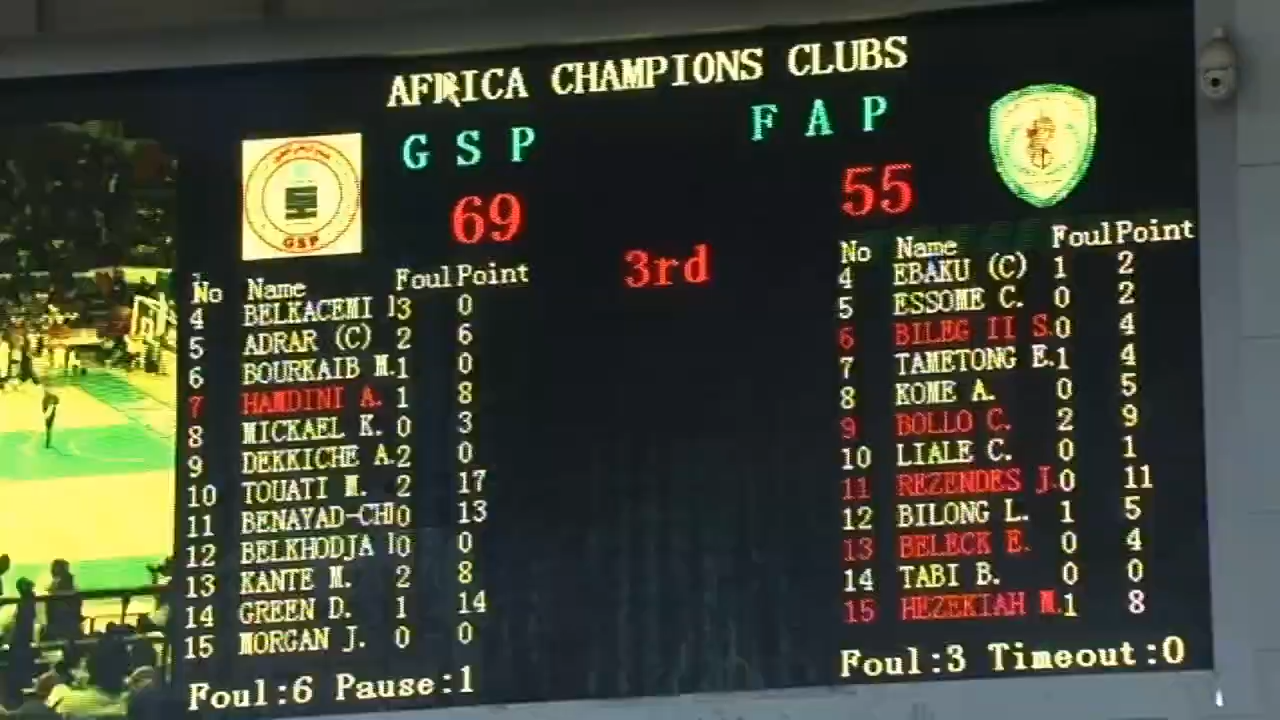 AFRICA CHAMPIONS CLUBS
GSP
FAP
GSP
69
55
3rd
No Name Foul Point
4 BELKACEMI 3 0
5 ADRAR (C) 2 6
6 BOURKAIB M. 1 0
7 HAMDINI A. 1 8
8 MICKAEL K. 0 3
9 DEKKICHE A. 2 0
10 TOUATI M. 2 17
11 BENAYAD-CH 0 13
12 BELKHODJA 0 0
13 KANTE M. 2 8
14 GREEN D. 1 14
15 MORGAN J. 0 0
Foul:6 Pause:1
No Name Foul Point
4 EBAKU (C) 1 2
5 ESSOME C. 0 2
6 BILEG II S. 0 4
7 TAMETONG E. 1 4
8 KOME A. 0 5
9 BOLLO C. 2 9
10 LIALE C. 0 1
11 REZENDES J. 0 11
12 BILONG L. 1 5
13 BELECK E. 0 4
14 TABI B. 0 0
15 HEZEKIAH M. 1 8
Foul:3 Timeout:0